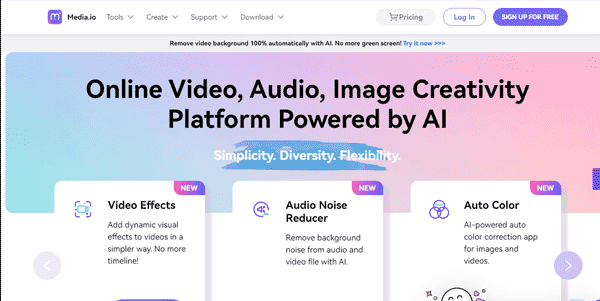 Media.io Tools Create Support Download Pricing Log In SIGN UP FOR FREE
Remove video background 100% automatically with AI. No more green screen! Try it now >>>
Online Video, Audio, Image Creativity
Platform Powered by AI
Simplicity. Diversity. Flexibility.
NEW
Video Effects
Add dynamic visual
effects to videos in a
simpler way. No more
timeline!
NEW
Audio Noise
Reducer
Remove background
noise from audio and
video file with AI.
NEW
Auto Color
AI-powered auto
color correction app
for images and
videos.